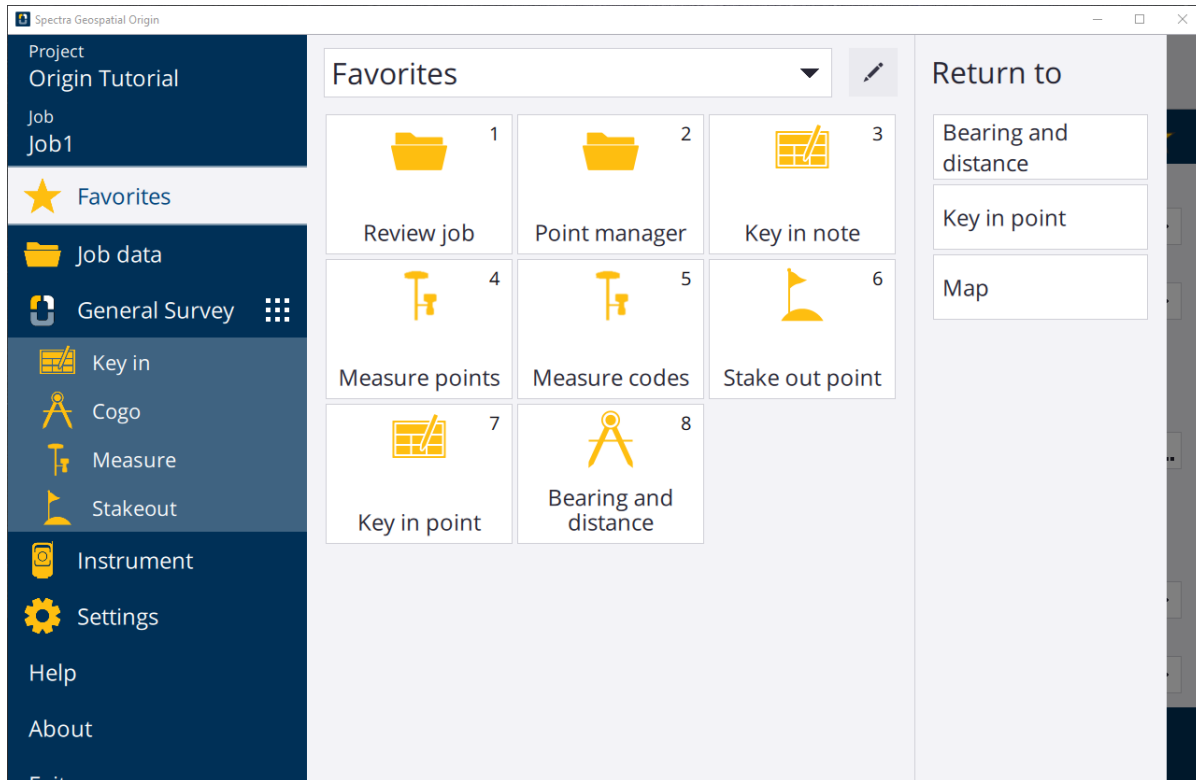 Spectra Geospatial Origin
Project
Origin Tutorial
Job
Job1
Favorites
Job data
General Survey
Key in
Cogo
Measure
Stakeout
Instrument
Settings
Help
About
Favorites
1
Review job
2
Point manager
3
Key in note
4
Measure points
5
Measure codes
6
Stake out point
7
Key in point
8
Bearing and
distance
Return to
Bearing and
distance
Key in point
Map